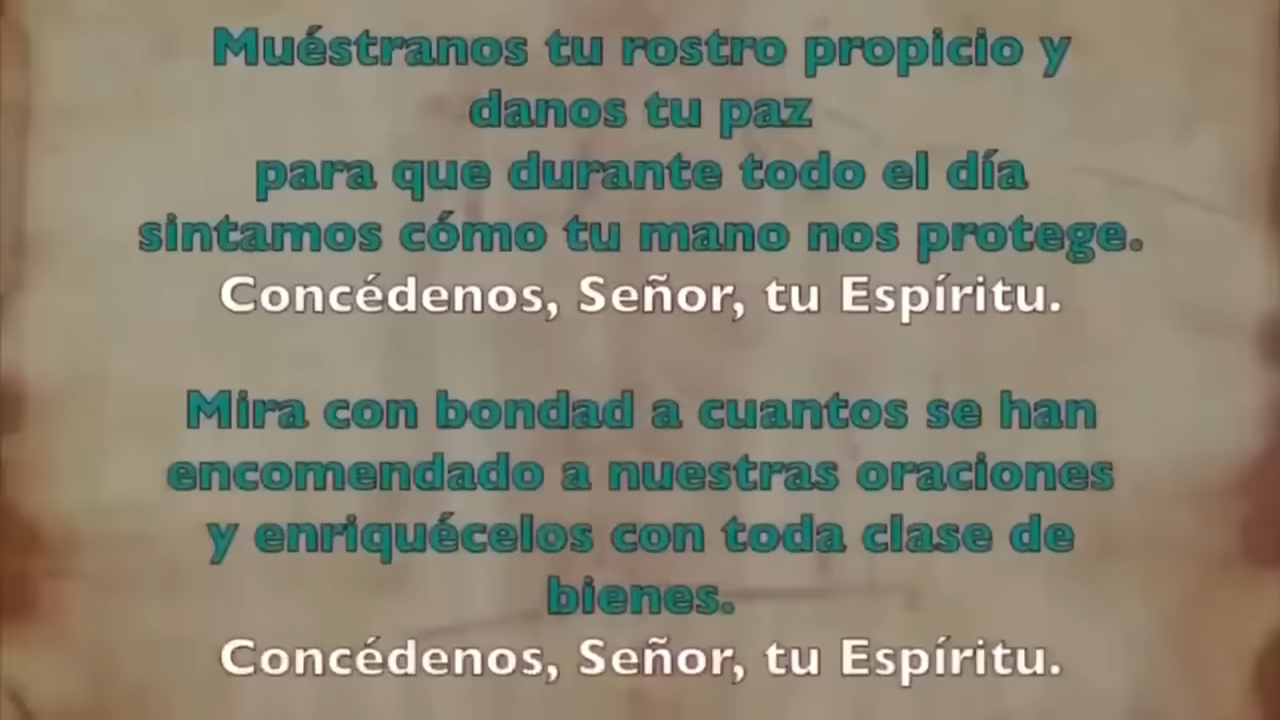 Muéstranos tu rostro propicio y
danos tu paz
para que durante todo el día
sintamos cómo tu mano nos protege.
Concédenos, Señor, tu Espíritu.
Mira con bondad a cuantos se han
encomendado a nuestras oraciones
y enriquécelos con toda clase de
bienes.
Concédenos, Señor, tu Espíritu.